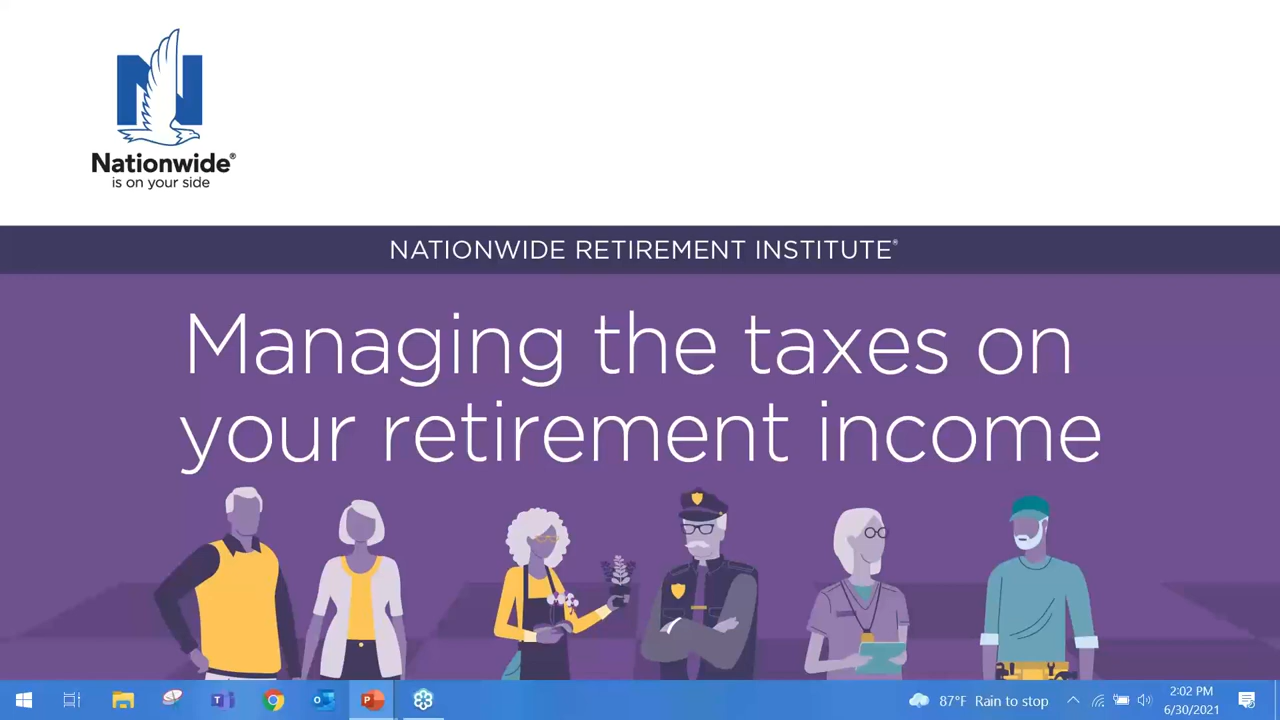 Nationwide®
is on your side
NATIONWIDE RETIREMENT INSTITUTE®
Managing the taxes on
your retirement income
87°F Rain to stop
2:02 PM
6/30/2021